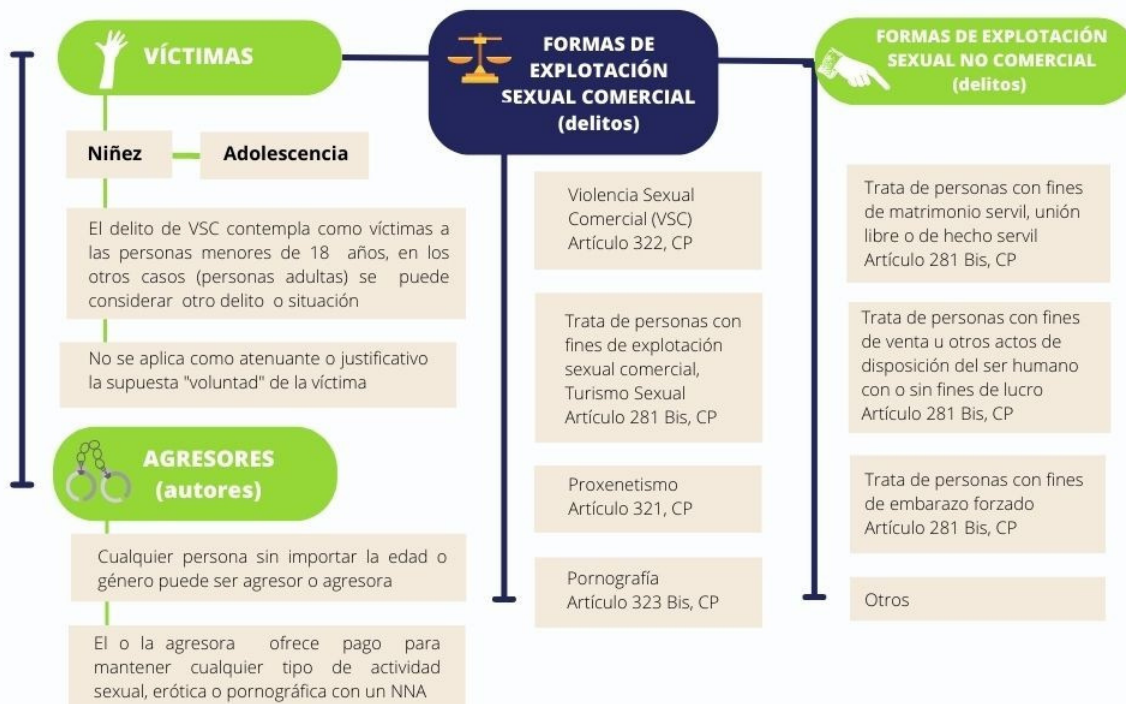 VÍCTIMAS
Niñez
Adolescencia
El delito de VSC contempla como víctimas a
las personas menores de 18 años, en los
otros casos (personas adultas) se puede
considerar otro delito o situación
No se aplica como atenuante o justificativo
la supuesta "voluntad" de la víctima
AGRESORES
(autores)
Cualquier persona sin importar la edad o
género puede ser agresor o agresora
El o la agresora ofrece pago para
mantener cualquier tipo de actividad
sexual, erótica o pornográfica con un NNA
FORMAS DE
EXPLOTACIÓN
SEXUAL COMERCIAL
(delitos)
Violencia Sexual
Comercial (VSC)
Artículo 322, CP
Trata de personas con
fines de explotación
sexual comercial,
Turismo Sexual
Artículo 281 Bis, CP
Proxenetismo
Artículo 321, CP
Pornografía
Artículo 323 Bis, CP
FORMAS DE EXPLOTACIÓN
SEXUAL NO COMERCIAL
(delitos)
Trata de personas con fines
de matrimonio servil, unión
libre o de hecho servil
Artículo 281 Bis, CP
Trata de personas con fines
de venta u otros actos de
disposición del ser humano
con o sin fines de lucro
Artículo 281 Bis, CP
Trata de personas con fines
de embarazo forzado
Artículo 281 Bis, CP
Otros